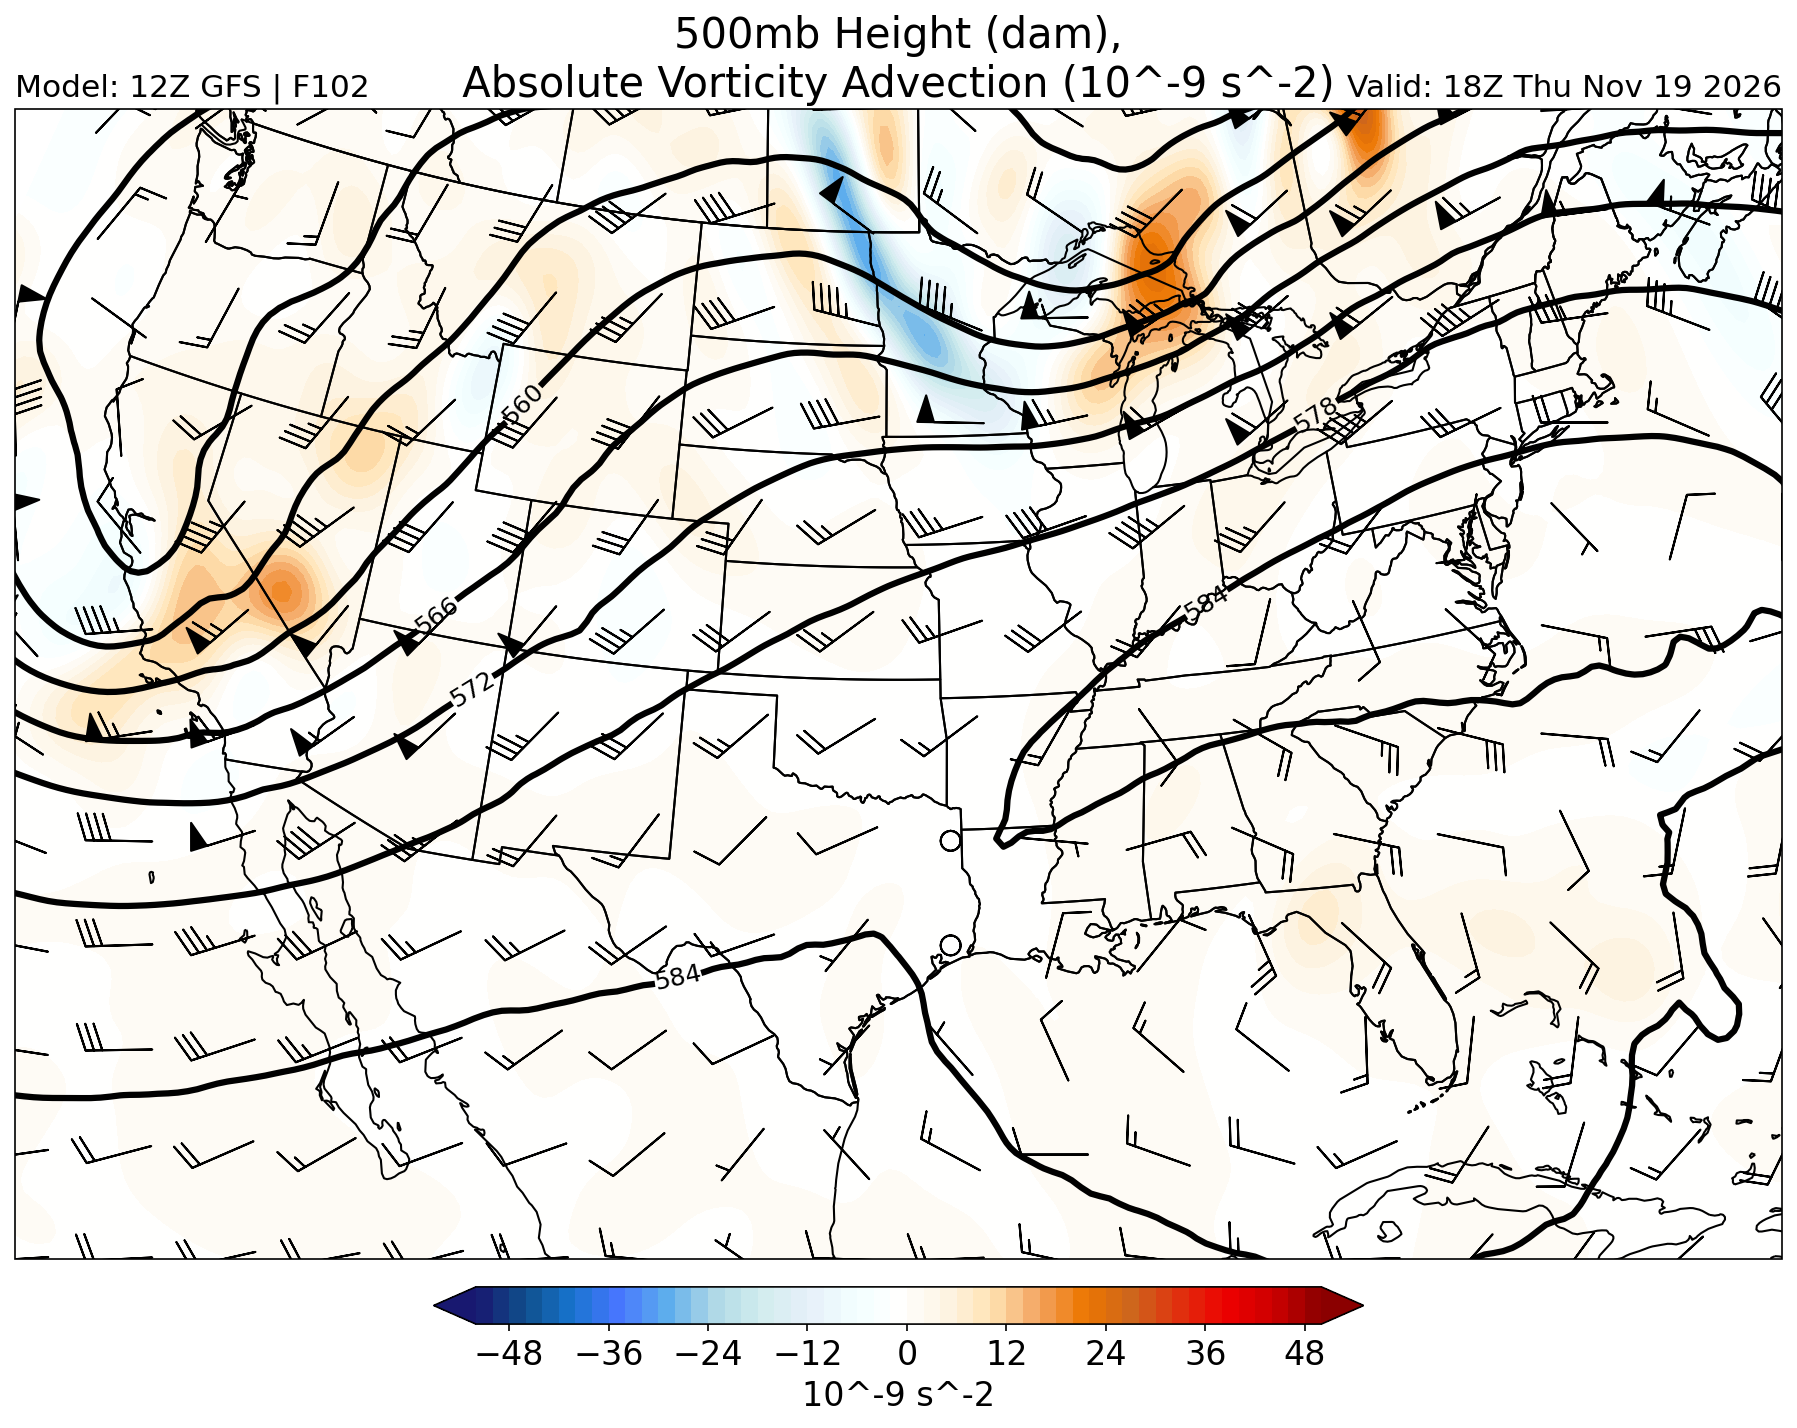 500mb Height (dam),
Model: 12Z GFS | F102
Absolute Vorticity Advection (10^-9 s^-2)
Valid: 18Z Thu Nov 19 2026
560
578
566
584
572
584
−48 −36 −24 −12 0 12 24 36 48
10^-9 s^-2